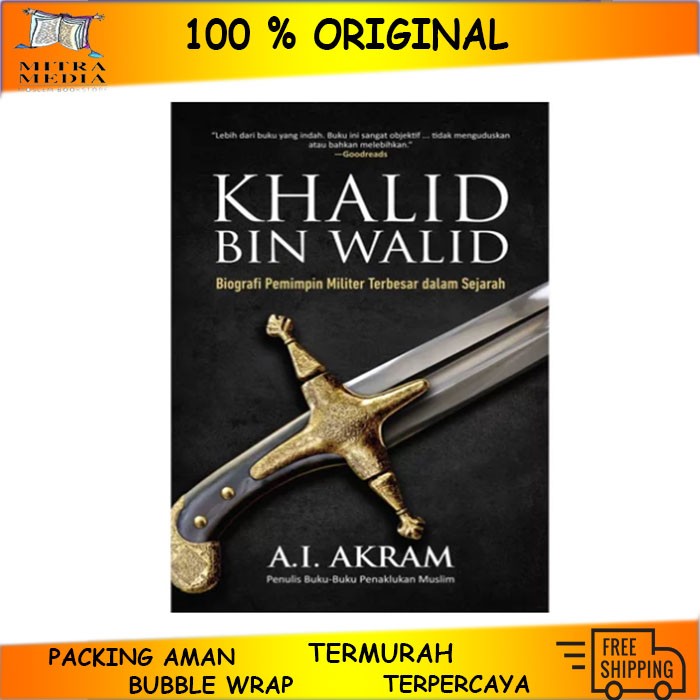 100 % ORIGINAL
MITRA
MEDIA
"Lebih dari buku yang indah. Buku ini sangat objektif ... tidak menguduskan
atau bahkan melebihkan."
—Goodreads
KHALID
BIN WALID
Biografi Pemimpin Militer Terbesar dalam Sejarah
A.I. AKRAM
Penulis Buku-Buku Penaklukan Muslim
PACKING AMAN
BUBBLE WRAP
TERMURAH
TERPERCAYA
FREE
SHIPPING